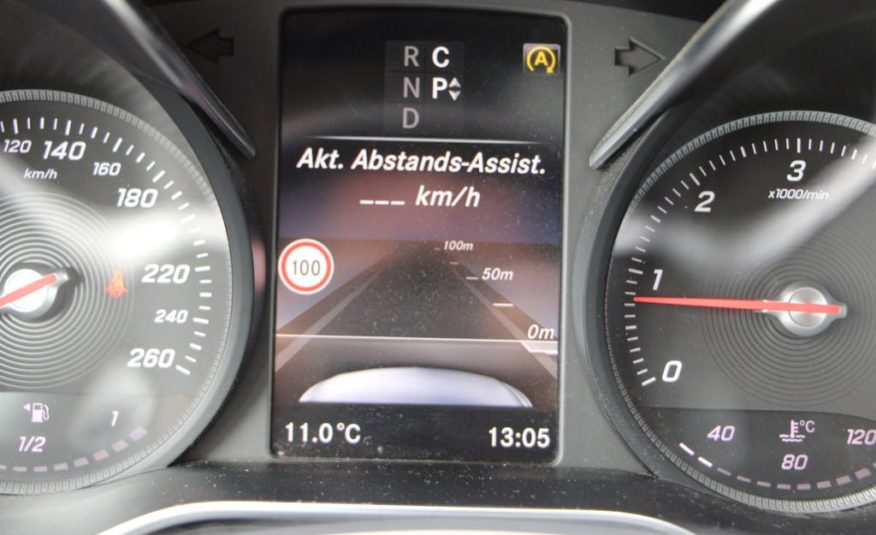 R C
N P
D
A
Akt. Abstands-Assist.
--- km/h
100
100m
50m
0m
11.0°C
13:05
120
140
160
km/h
180
220
240
260
1/2
1
0
1
2
3
x1000/min
40
80
120
°C